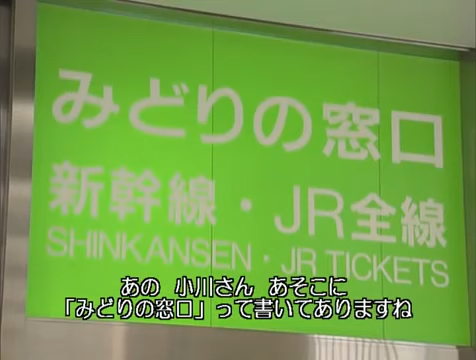 みどりの窓口
新幹線・JR全線
SHINKANSEN・JR TICKETS
あの 小川さん あそこに
「みどりの窓口」って書いてありますね